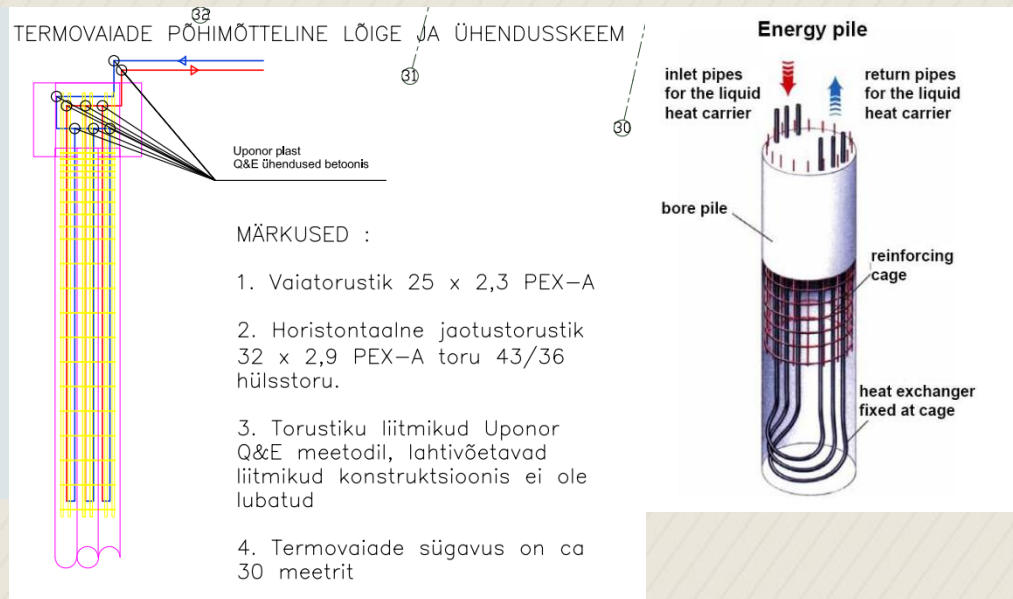 32
TERMOVAIADE PÕHIMÕTTELINE LÕIGE JA ÜHENDUSSKEEM
31
30
Uponor plast
Q&E ühendused betoonis
MÄRKUSED :
1. Vaiatorustik 25 x 2,3 PEX-A
2. Horistontaalne jaotustorustik
32 x 2,9 PEX-A toru 43/36
hülsstoru.
3. Torustiku liitmikud Uponor
Q&E meetodil, lahtivõetavad
liitmikud konstruktsioonis ei ole
lubatud
4. Termovaiade sügavus on ca
30 meetrit
Energy pile
inlet pipes
for the liquid
heat carrier
return pipes
for the liquid
heat carrier
bore pile
reinforcing
cage
heat exchanger
fixed at cage